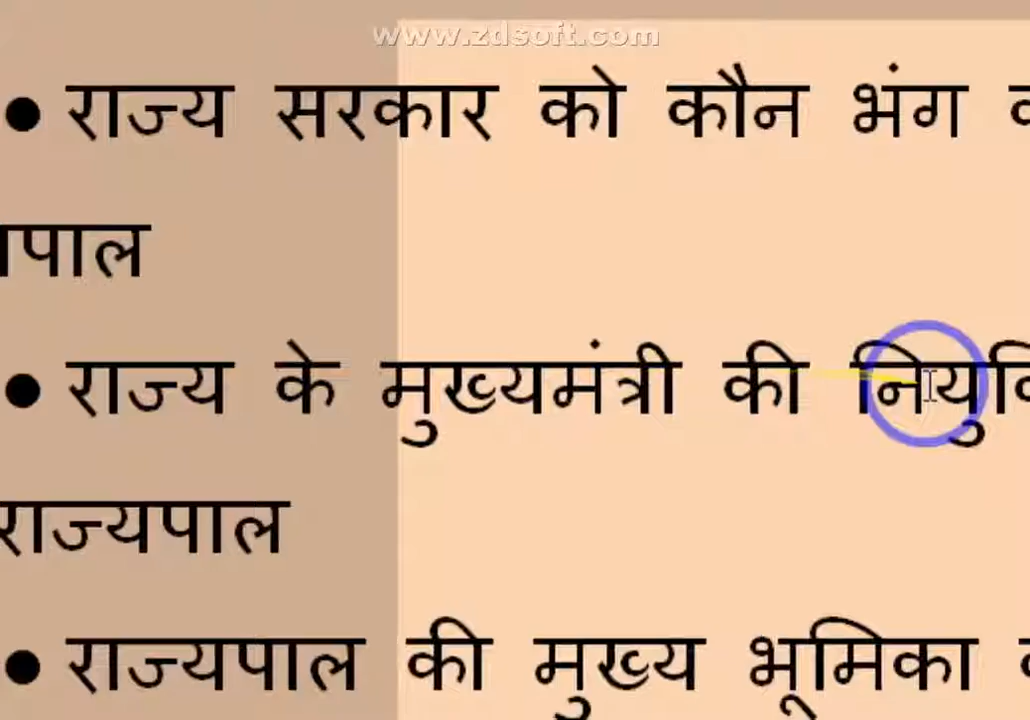 www.zdsoft.com
• राज्य सरकार को कौन भंग
पाल
• राज्य के मुख्यमंत्री की
राज्यपाल
• राज्यपाल की मुख्य भूमिका